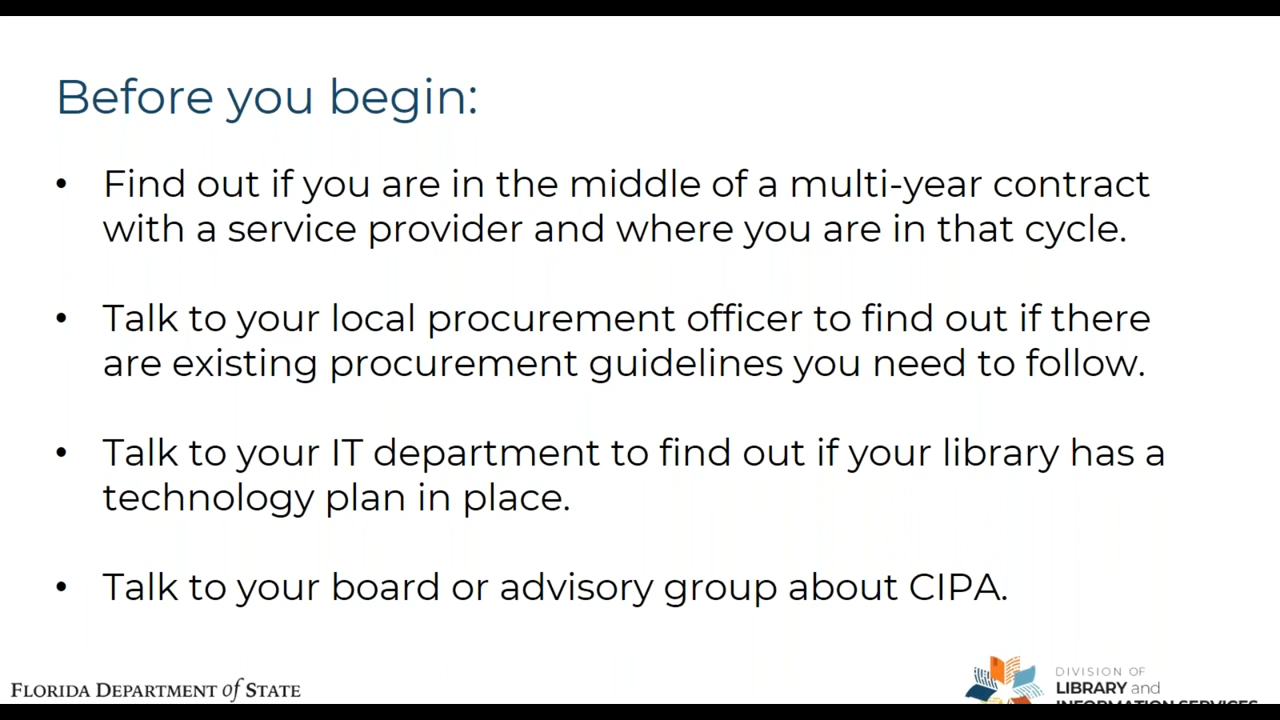 Before you begin:
• Find out if you are in the middle of a multi-year contract
with a service provider and where you are in that cycle.
• Talk to your local procurement officer to find out if there
are existing procurement guidelines you need to follow.
• Talk to your IT department to find out if your library has a
technology plan in place.
• Talk to your board or advisory group about CIPA.
FLORIDA DEPARTMENT of STATE
DIVISION OF
LIBRARY and
INFORMATION SERVICES